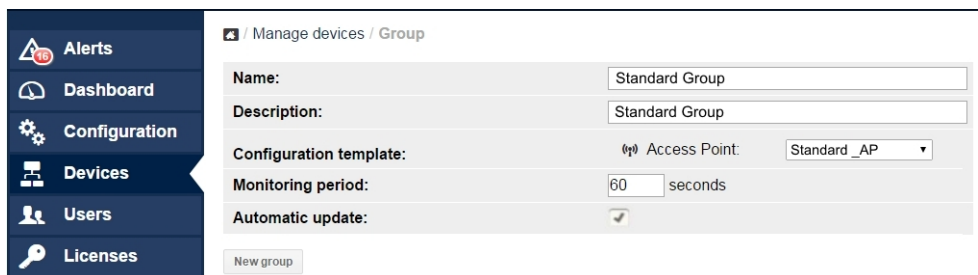 16
Alerts
Dashboard
Configuration
Devices
Users
Licenses
/ Manage devices / Group
Name: Standard Group
Description: Standard Group
Configuration template: Access Point: Standard _AP
Monitoring period: 60 seconds
Automatic update:
New group